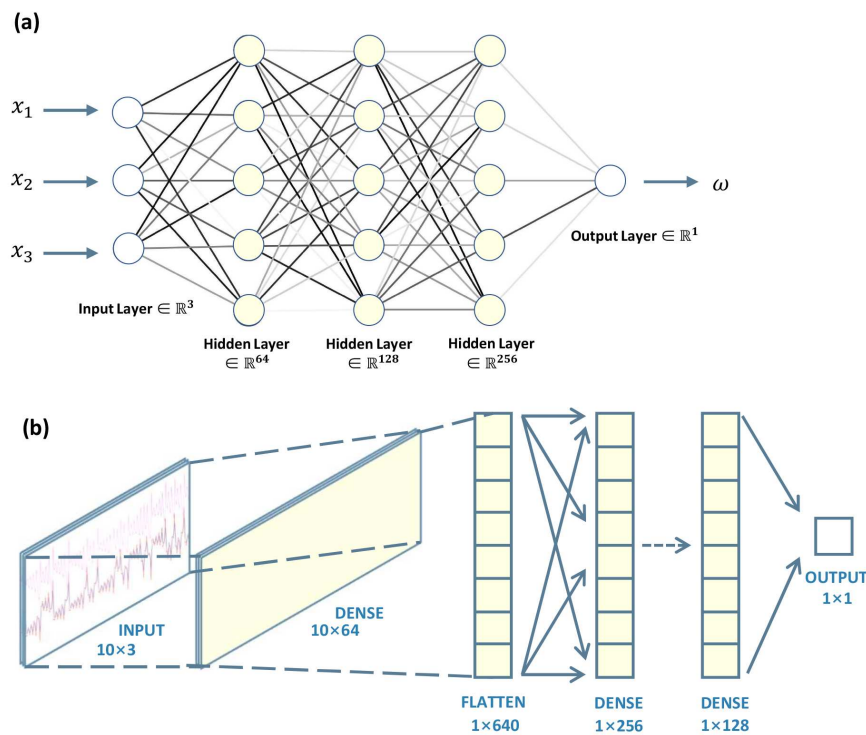 (a)
x₁
x₂
x₃
ω
Output Layer ∈ ℝ¹
Input Layer ∈ ℝ³
Hidden Layer
∈ ℝ⁶⁴
Hidden Layer
∈ ℝ¹²⁸
Hidden Layer
∈ ℝ²⁵⁶
(b)
INPUT
10×3
DENSE
10×64
OUTPUT
1×1
FLATTEN
1×640
DENSE
1×256
DENSE
1×128